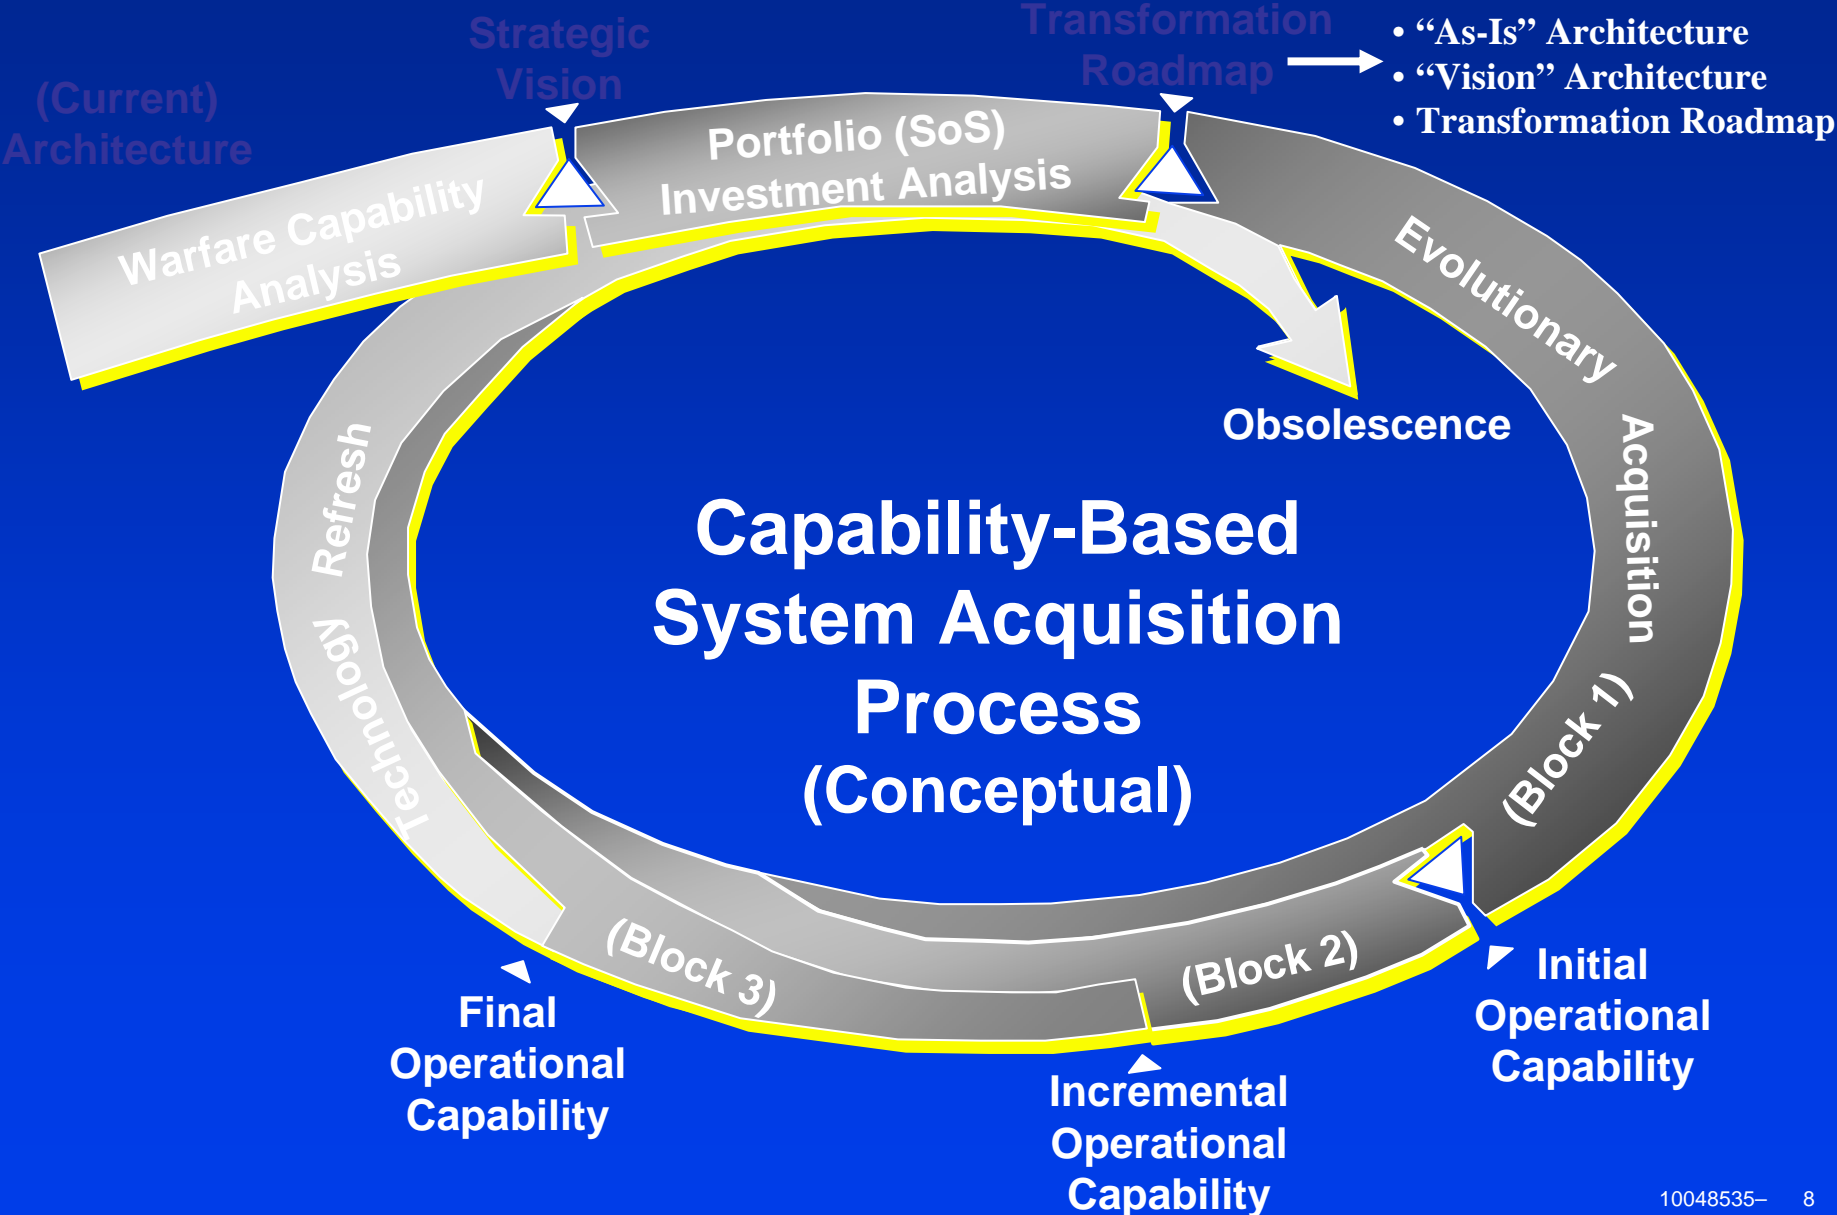 (Current)
Architecture
Strategic
Vision
Transformation
Roadmap
• “As-Is” Architecture
• “Vision” Architecture
• Transformation Roadmap
Warfare Capability
Analysis
Portfolio (SoS)
Investment Analysis
Evolutionary
Acquisition
(Block 1)
Obsolescence
Capability-Based
System Acquisition
Process
(Conceptual)
Technology Refresh
(Block 2)
(Block 3)
Initial
Operational
Capability
Incremental
Operational
Capability
Final
Operational
Capability
10048535– 8